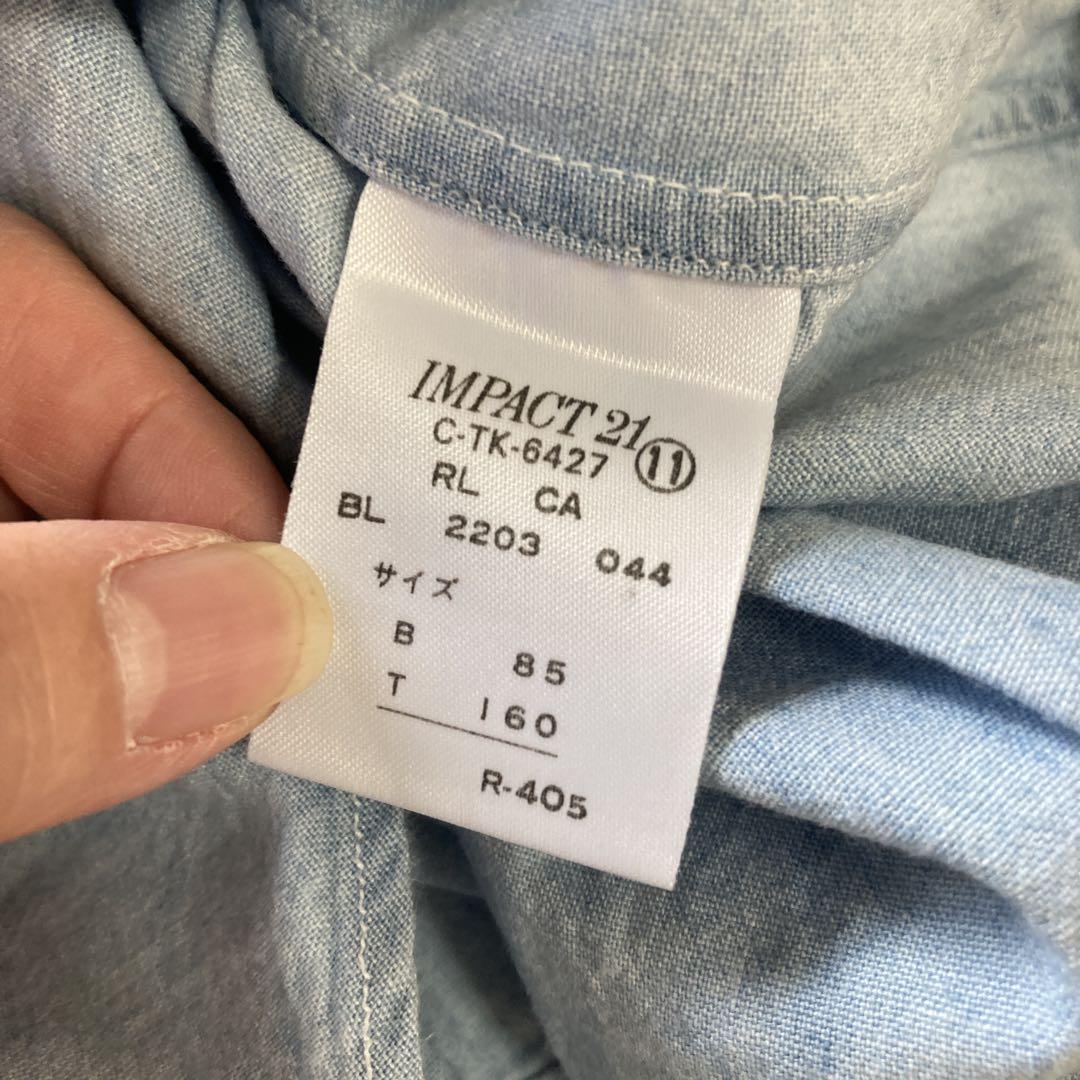 IMPACT 21
C-TK-6427 ⑪
RL CA
BL 2203 044
サイズ
B 85
T 160
R-405